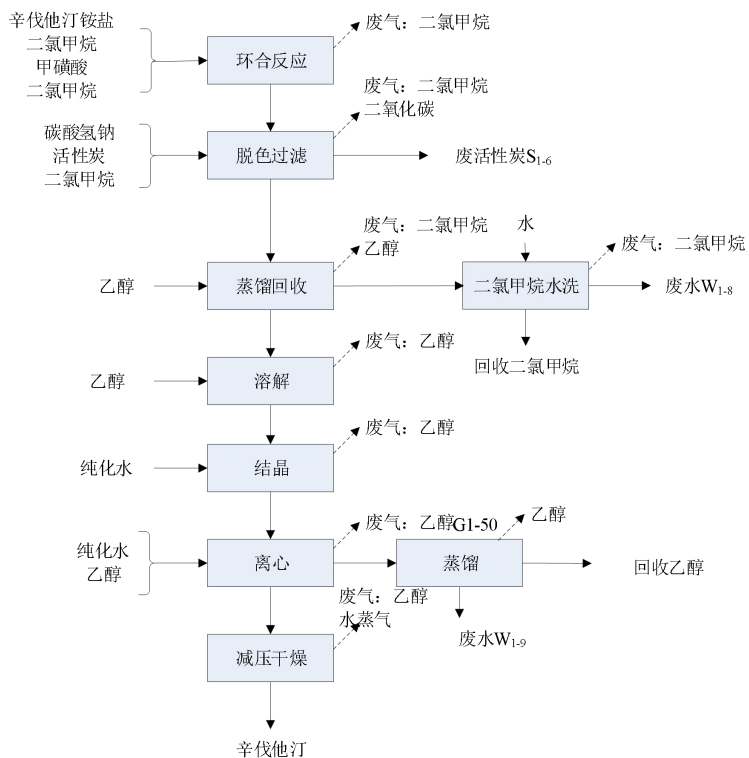 辛伐他汀铵盐
二氯甲烷
甲磺酸
二氯甲烷
环合反应
废气：二氯甲烷
碳酸氢钠
活性炭
二氯甲烷
脱色过滤
废气：二氯甲烷
二氧化碳
废活性炭S1-6
乙醇
蒸馏回收
废气：二氯甲烷
乙醇
水
二氯甲烷水洗
废气：二氯甲烷
废水W1-8
回收二氯甲烷
乙醇
溶解
废气：乙醇
纯化水
结晶
废气：乙醇
纯化水
乙醇
离心
废气：乙醇G1-50
蒸馏
乙醇
回收乙醇
废水W1-9
减压干燥
废气：乙醇
水蒸气
辛伐他汀